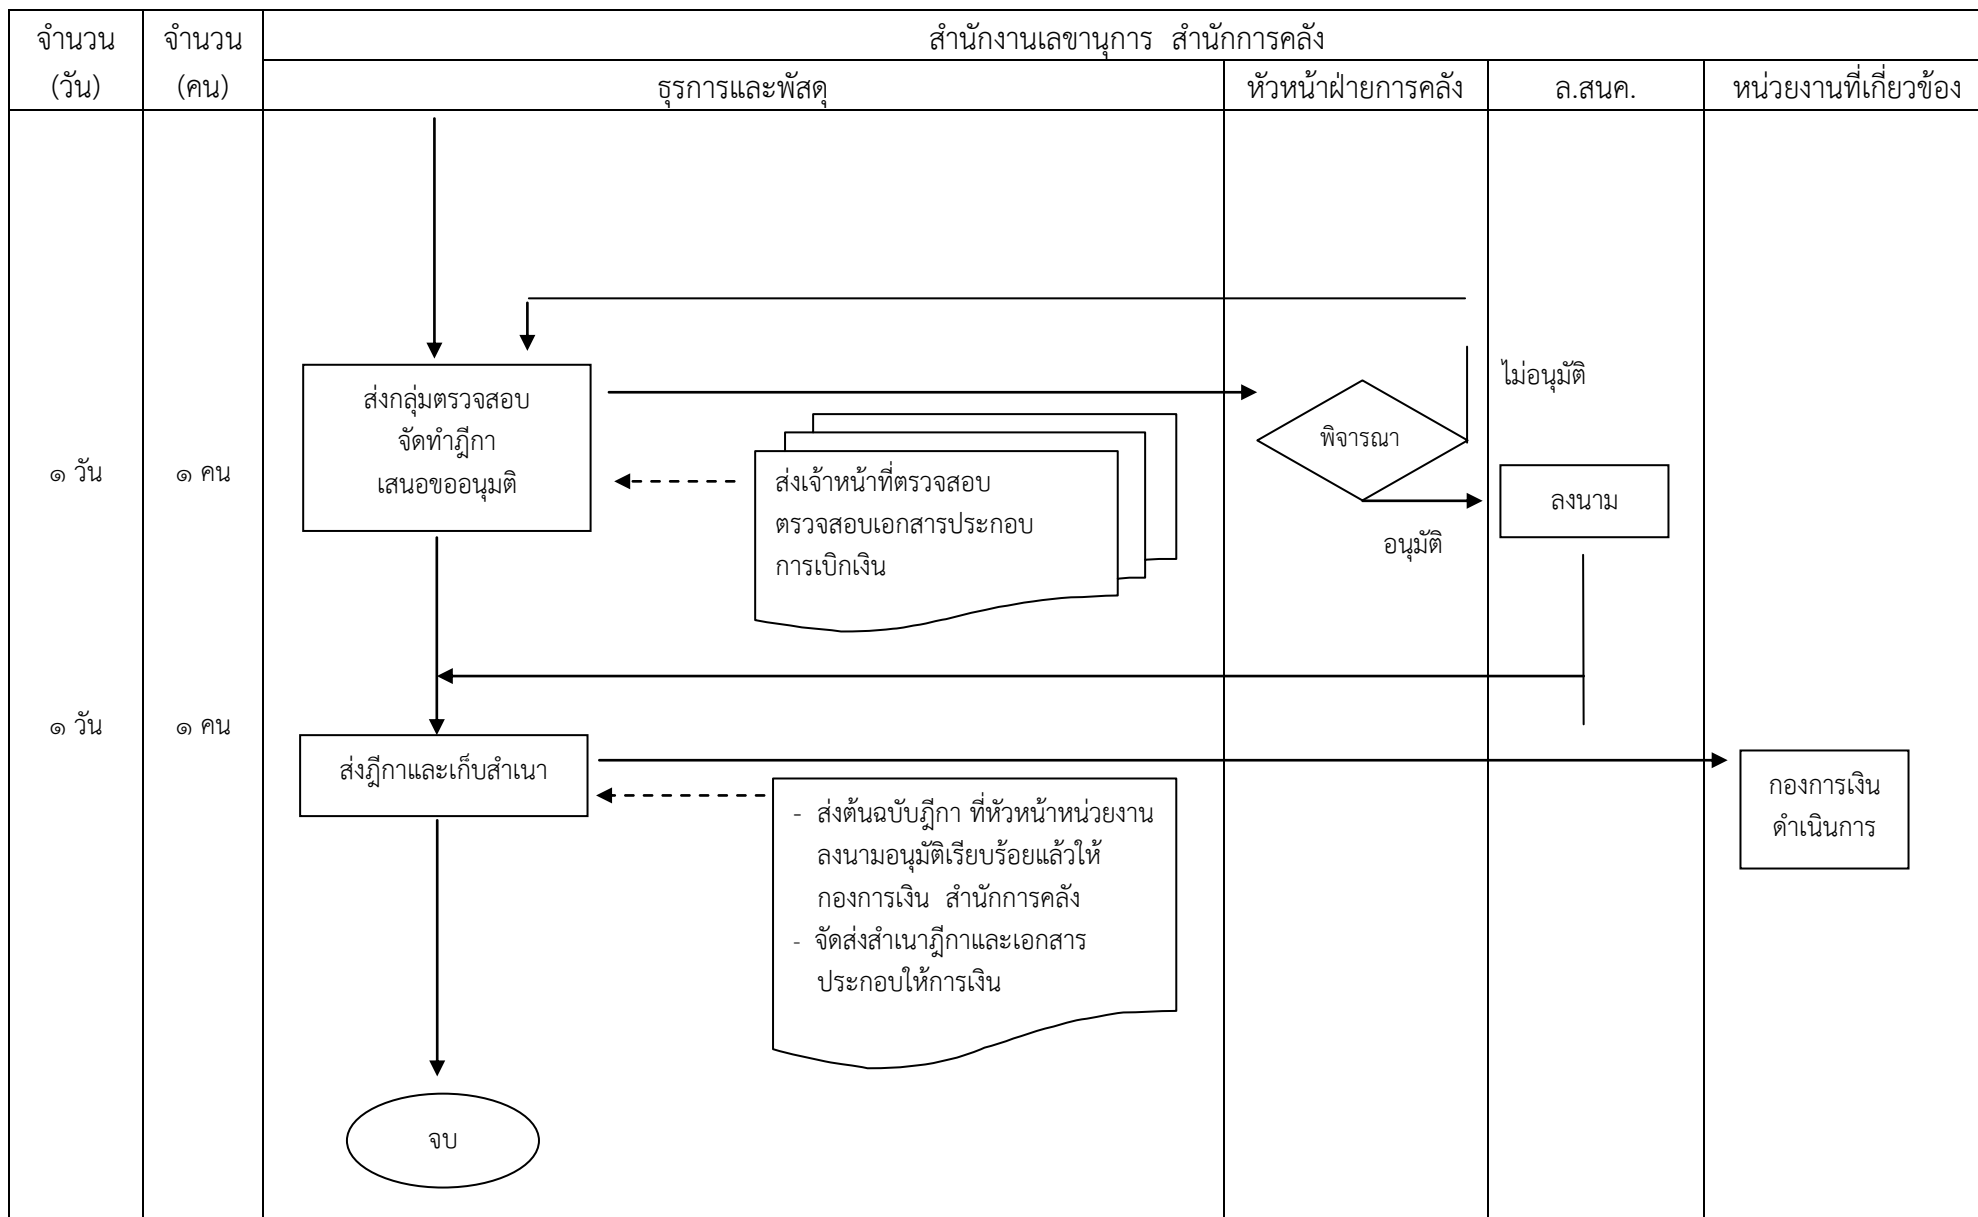 จำนวน
(วัน)
จำนวน
(คน)
สำนักงานเลขานุการ สำนักการคลัง
ธุรการและพัสดุ
หัวหน้าฝ่ายการคลัง
ล.สนค.
หน่วยงานที่เกี่ยวข้อง
๑ วัน
๑ คน
ส่งกลุ่มตรวจสอบ
จัดทำฎีกา
เสนอขออนุมติ
ส่งเจ้าหน้าที่ตรวจสอบ
ตรวจสอบเอกสารประกอบ
การเบิกเงิน
พิจารณา
ไม่อนุมัติ
อนุมัติ
ลงนาม
๑ วัน
๑ คน
ส่งฎีกาและเก็บสำเนา
- ส่งต้นฉบับฎีกา ที่หัวหน้าหน่วยงาน
ลงนามอนุมัติเรียบร้อยแล้วให้
กองการเงิน สำนักการคลัง
- จัดส่งสำเนาฎีกาและเอกสาร
ประกอบให้การเงิน
กองการเงิน
ดำเนินการ
จบ